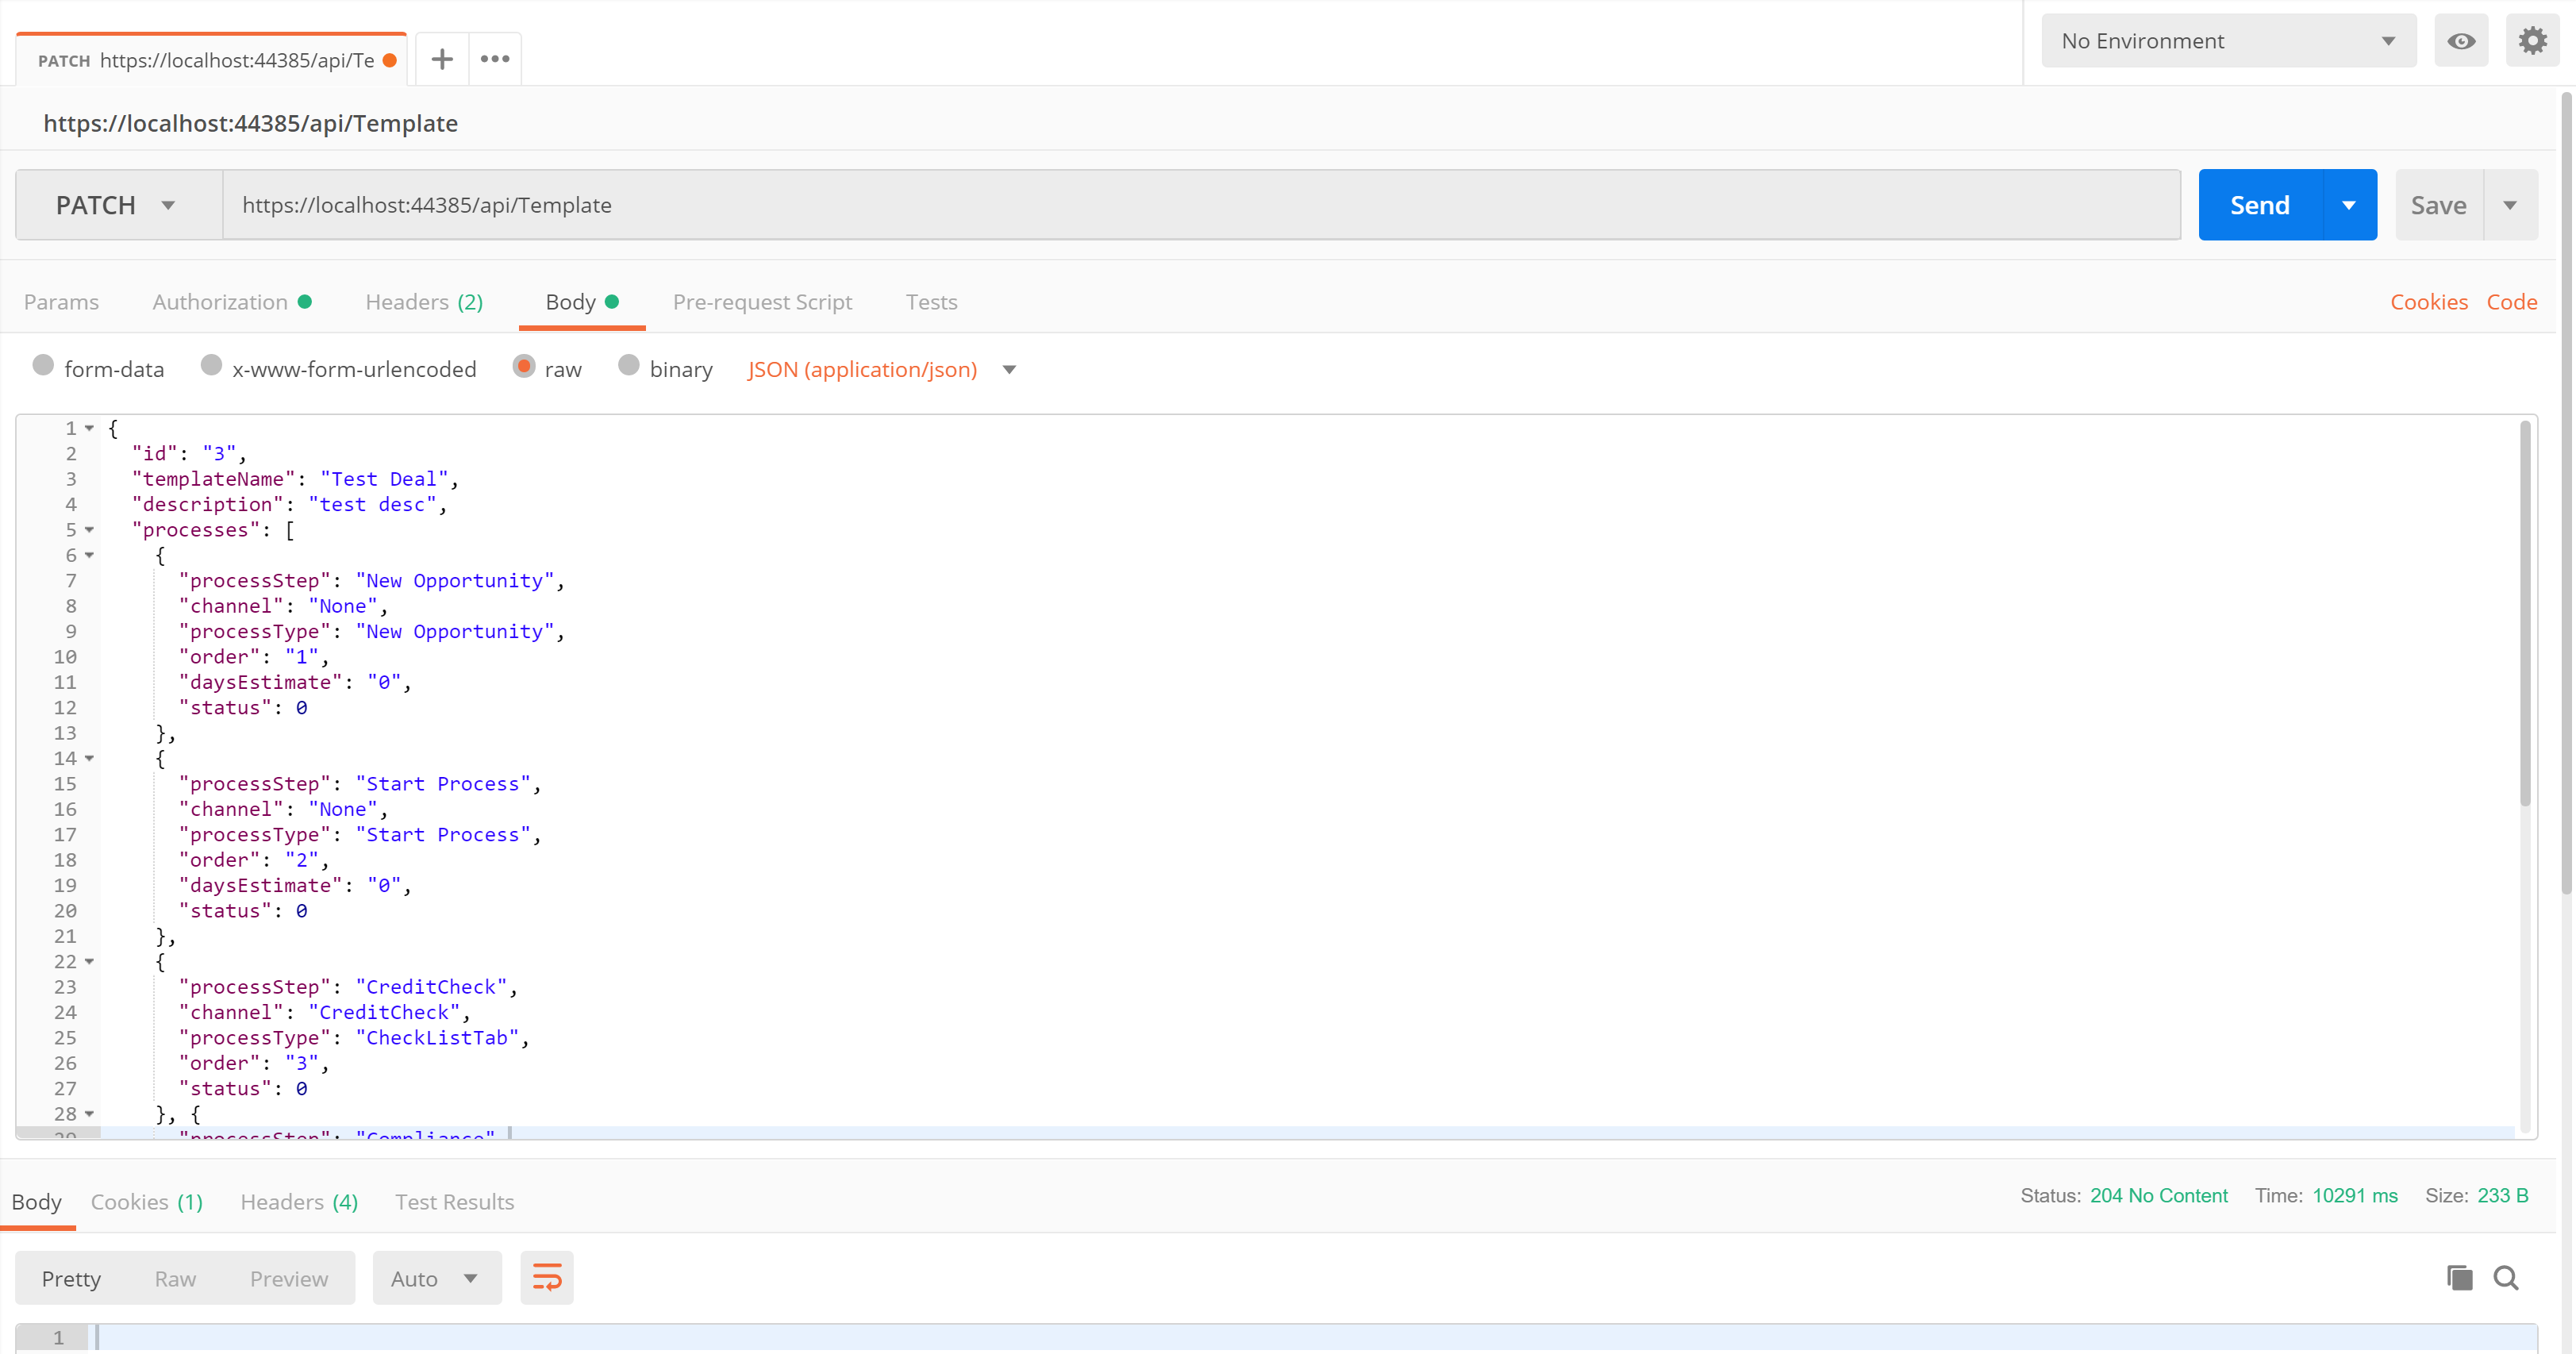 PATCH https://localhost:44385/api/Te
No Environment
https://localhost:44385/api/Template
PATCH https://localhost:44385/api/Template Send Save
Params Authorization Headers (2) Body Pre-request Script Tests Cookies Code
form-data x-www-form-urlencoded raw binary JSON (application/json)
1 {
2 "id": "3",
3 "templateName": "Test Deal",
4 "description": "test desc",
5 "processes": [
6 {
7 "processStep": "New Opportunity",
8 "channel": "None",
9 "processType": "New Opportunity",
10 "order": "1",
11 "daysEstimate": "0",
12 "status": 0
13 },
14 {
15 "processStep": "Start Process",
16 "channel": "None",
17 "processType": "Start Process",
18 "order": "2",
19 "daysEstimate": "0",
20 "status": 0
21 },
22 {
23 "processStep": "CreditCheck",
24 "channel": "CreditCheck",
25 "processType": "CheckListTab",
26 "order": "3",
27 "status": 0
28 }, {
29 "processStep": "Compliance"
Body Cookies (1) Headers (4) Test Results Status: 204 No Content Time: 10291 ms Size: 233 B
Pretty Raw Preview Auto
1